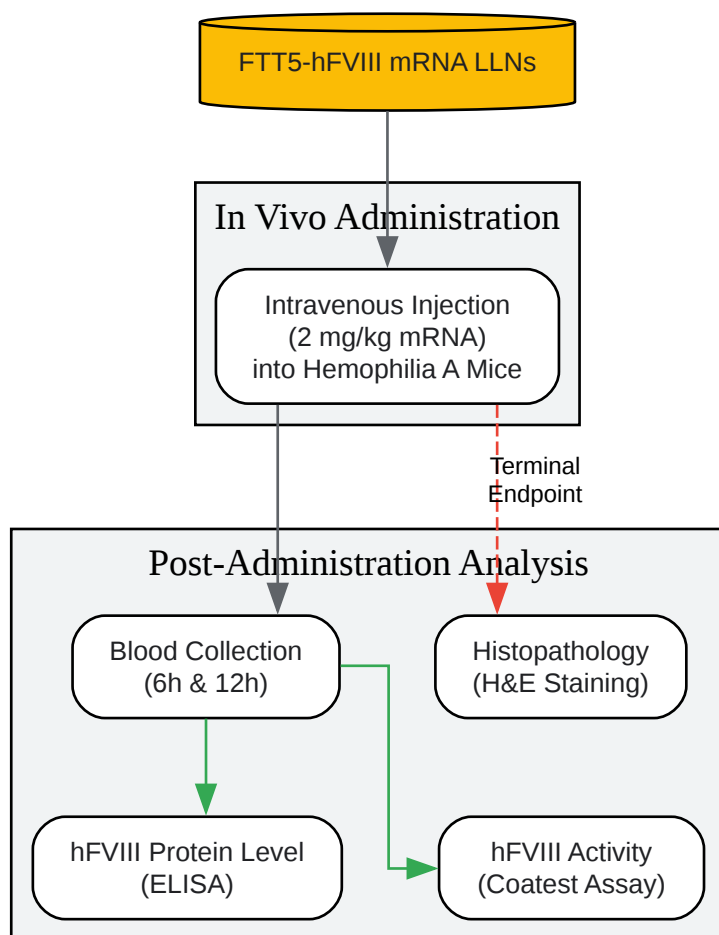 FTT5-hFVIII mRNA LLNs
In Vivo Administration
Intravenous Injection
(2 mg/kg mRNA)
into Hemophilia A Mice
Terminal
Endpoint
Post-Administration Analysis
Blood Collection
(6h & 12h)
Histopathology
(H&E Staining)
hFVIII Protein Level
(ELISA)
hFVIII Activity
(Coatest Assay)